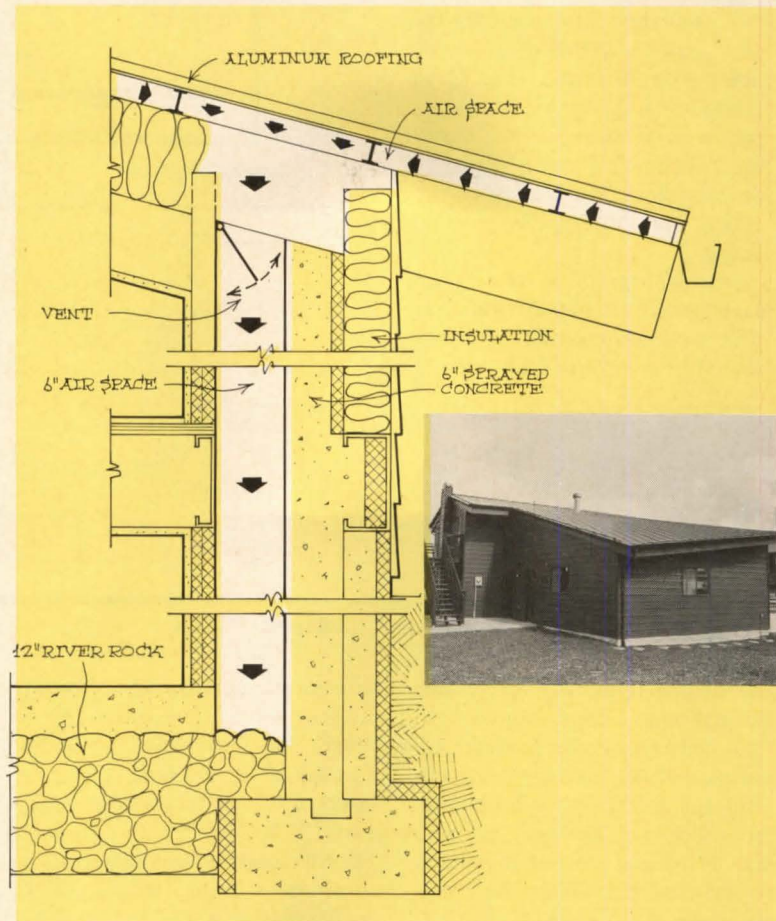 ALUMINUM ROOFING
AIR SPACE
VENT
INSULATION
6" AIR SPACE
6" SPRAYED
CONCRETE
12" RIVER ROCK